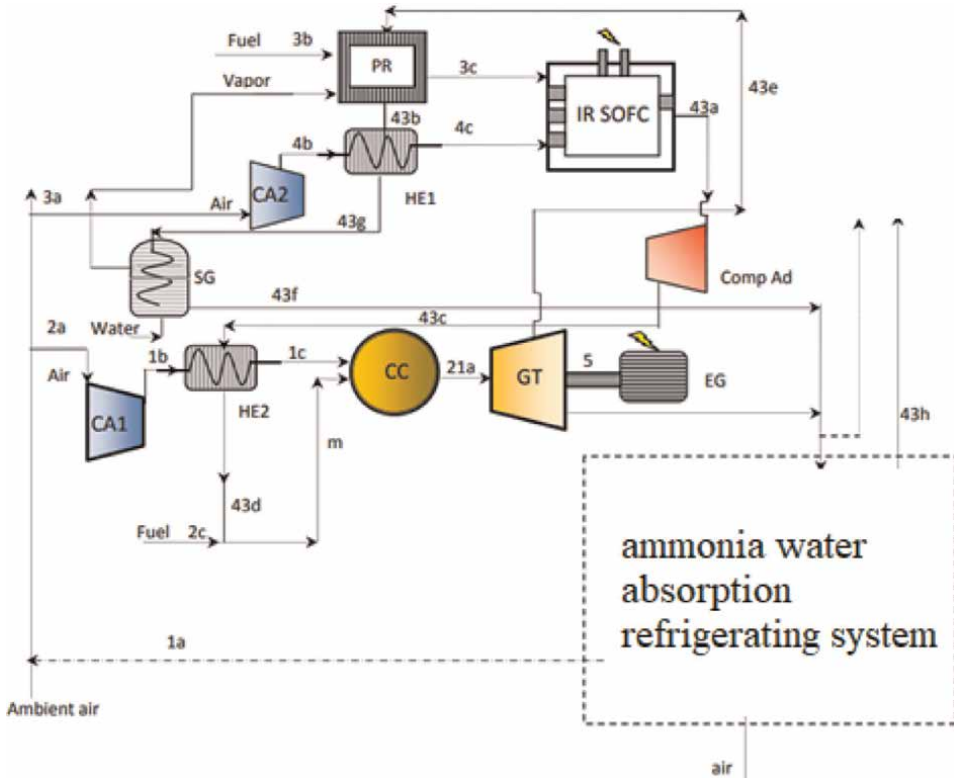 Fuel 3b
PR
3c
43e
Vapor
43b
IR SOFC
43a
4b
4c
CA2
HE1
3a
Air
43g
SG
Comp Ad
43f
43c
2a
Water
1b
1c
CC
21a
GT
5
EG
Air
HE2
CA1
m
43h
43d
Fuel 2c
ammonia water
absorption
refrigerating system
1a
Ambient air
air